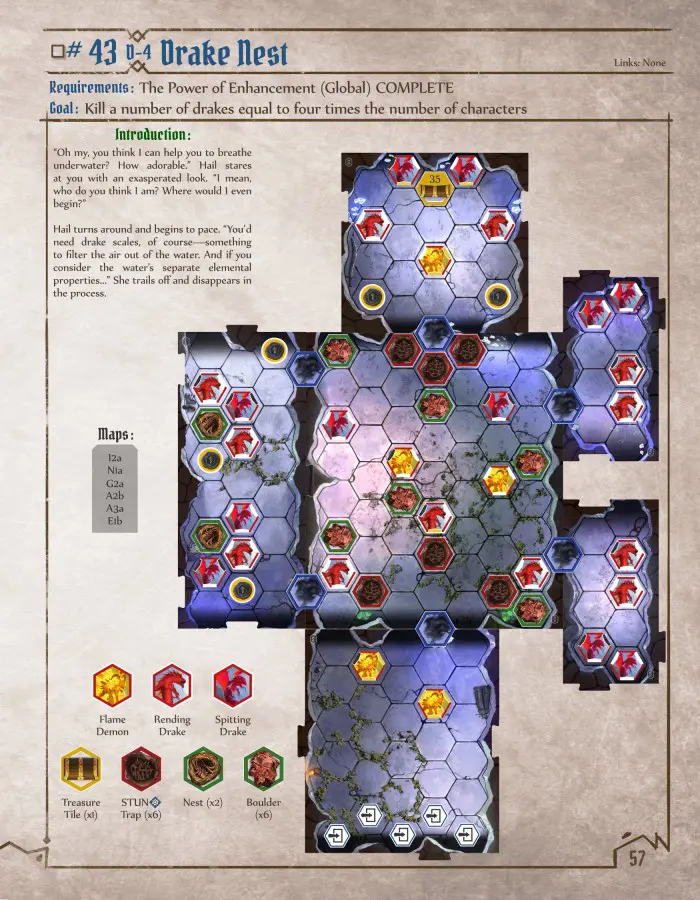 # 43 D-4 Drake Nest
Links: None
Requirements: The Power of Enhancement (Global) COMPLETE
Goal: Kill a number of drakes equal to four times the number of characters
Introduction:
“Oh my, you think I can help you to breathe
underwater? How adorable.” Hail stares
at you with an exasperated look. “I mean,
who do you think I am? Where would I even
begin?”
Hail turns around and begins to pace. “You’d
need drake scales, of course—something
to filter the air out of the water. And if you
consider the water’s separate elemental
properties...” She trails off and disappears in
the process.
35
1
1
1
1
1
Maps:
I2a
N1a
G2a
A2b
A3a
E1b
Flame
Demon
Rending
Drake
Spitting
Drake
Treasure
Tile (x1)
STUN
Trap (x6)
Nest (x2)
Boulder
(x6)
57